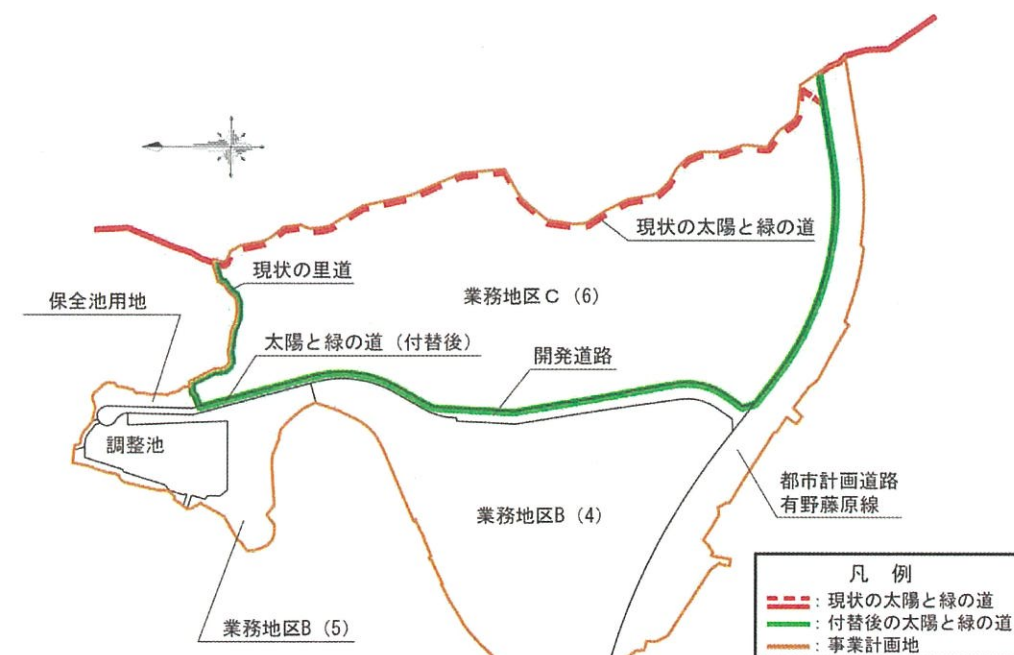 現状の太陽と緑の道
現状の里道
業務地区C（6）
保全池用地
太陽と緑の道（付替後）
開発道路
調整池
都市計画道路
有野藤原線
業務地区B（4）
業務地区B（5）
凡 例
：現状の太陽と緑の道
：付替後の太陽と緑の道
：事業計画地